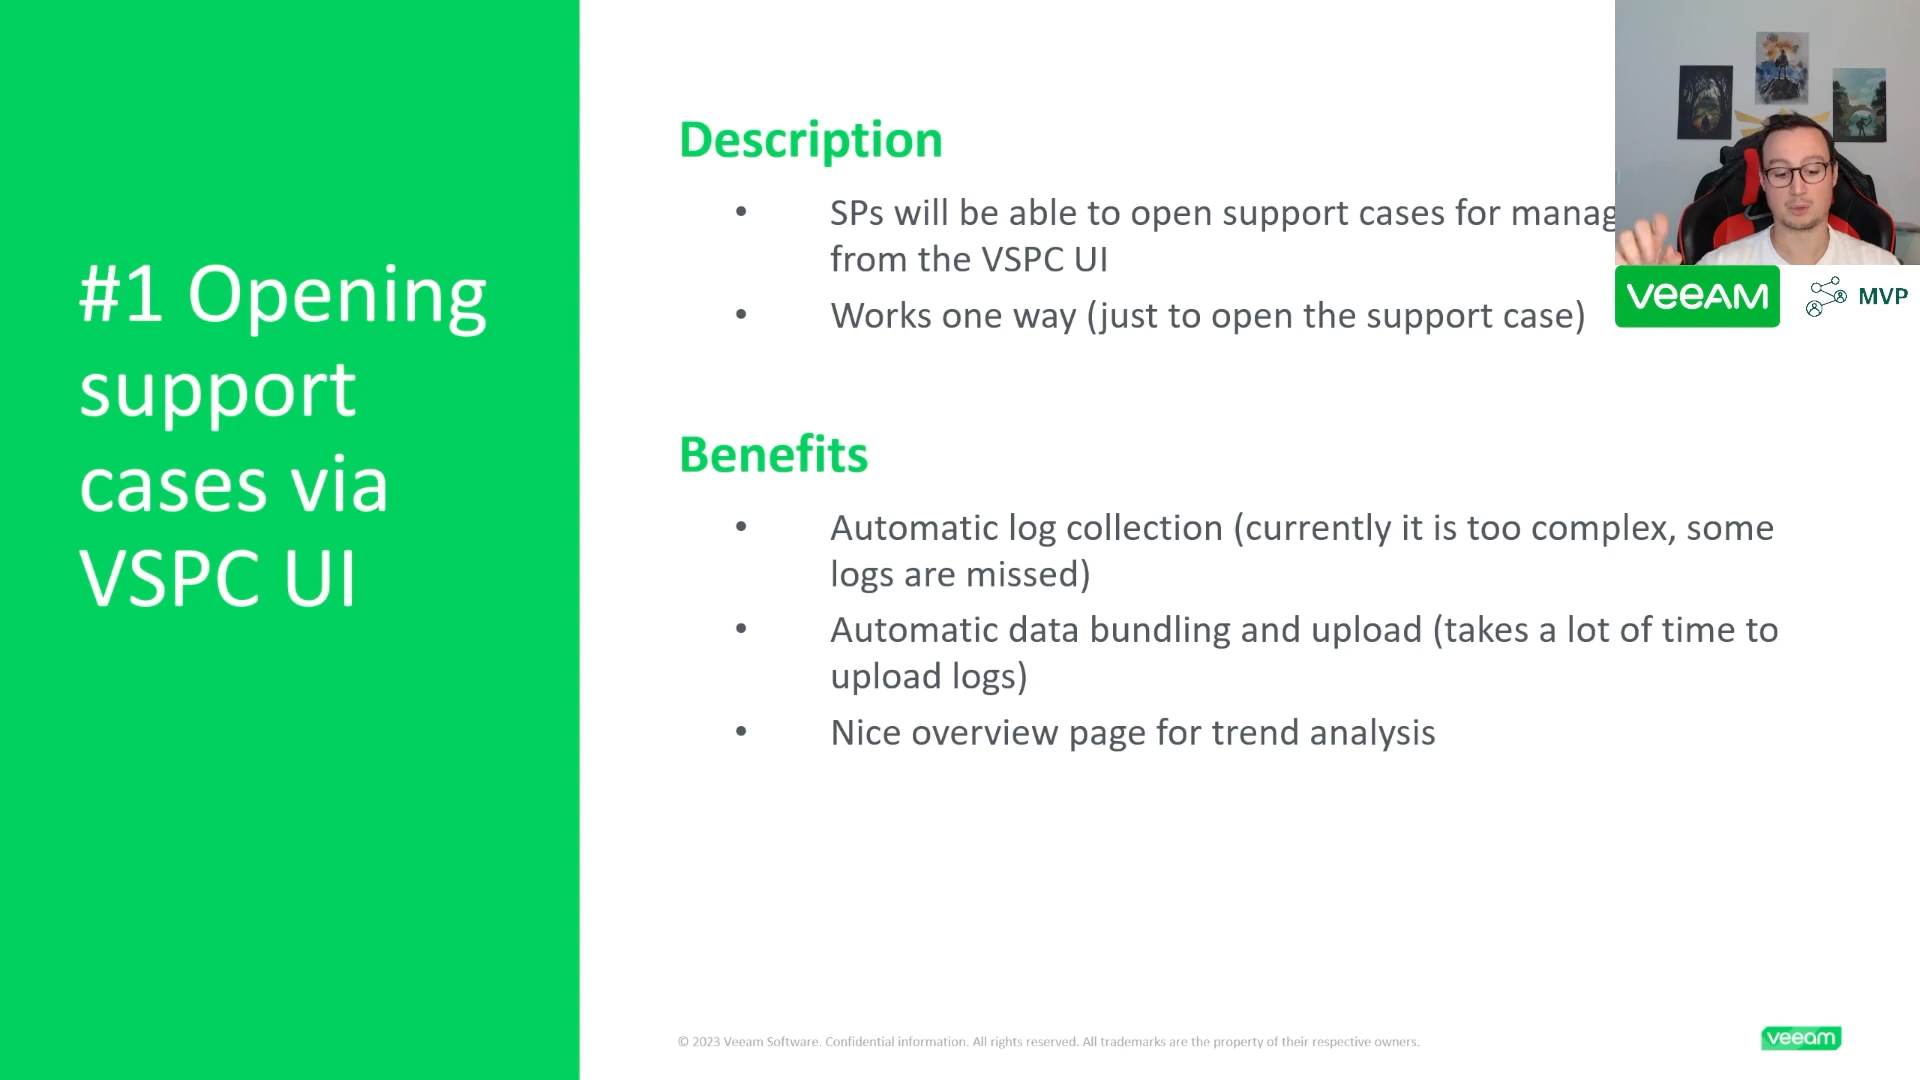 #1 Opening
support
cases via
VSPC UI
Description
• SPs will be able to open support cases for
from the VSPC UI
• Works one way (just to open the support case)
Benefits
• Automatic log collection (currently it is too complex, some
logs are missed)
• Automatic data bundling and upload (takes a lot of time to
upload logs)
• Nice overview page for trend analysis
veeAM
MVP
© 2023 Veeam Software. Confidential information. All rights reserved. All trademarks are the property of their respective owners.
veeam